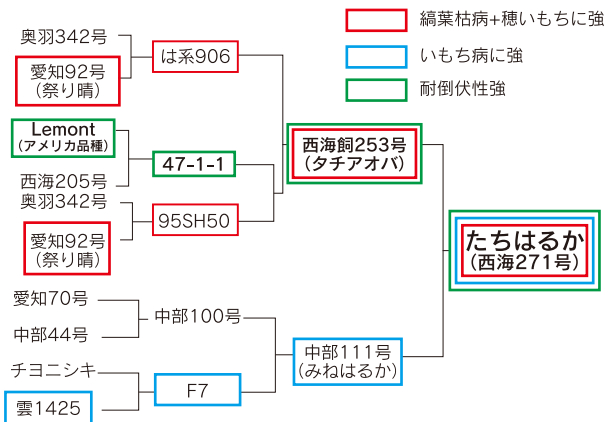 奥羽342号
愛知92号
(祭り晴)
は系906
Lemont
(アメリカ品種)
西海205号
47-1-1
奥羽342号
愛知92号
(祭り晴)
95SH50
西海飼253号
(タチアオバ)
愛知70号
中部44号
中部100号
チヨニシキ
雲1425
F7
中部111号
(みねはるか)
たちはるか
(西海271号)
縞葉枯病+穂いもちに強
いもち病に強
耐倒伏性強